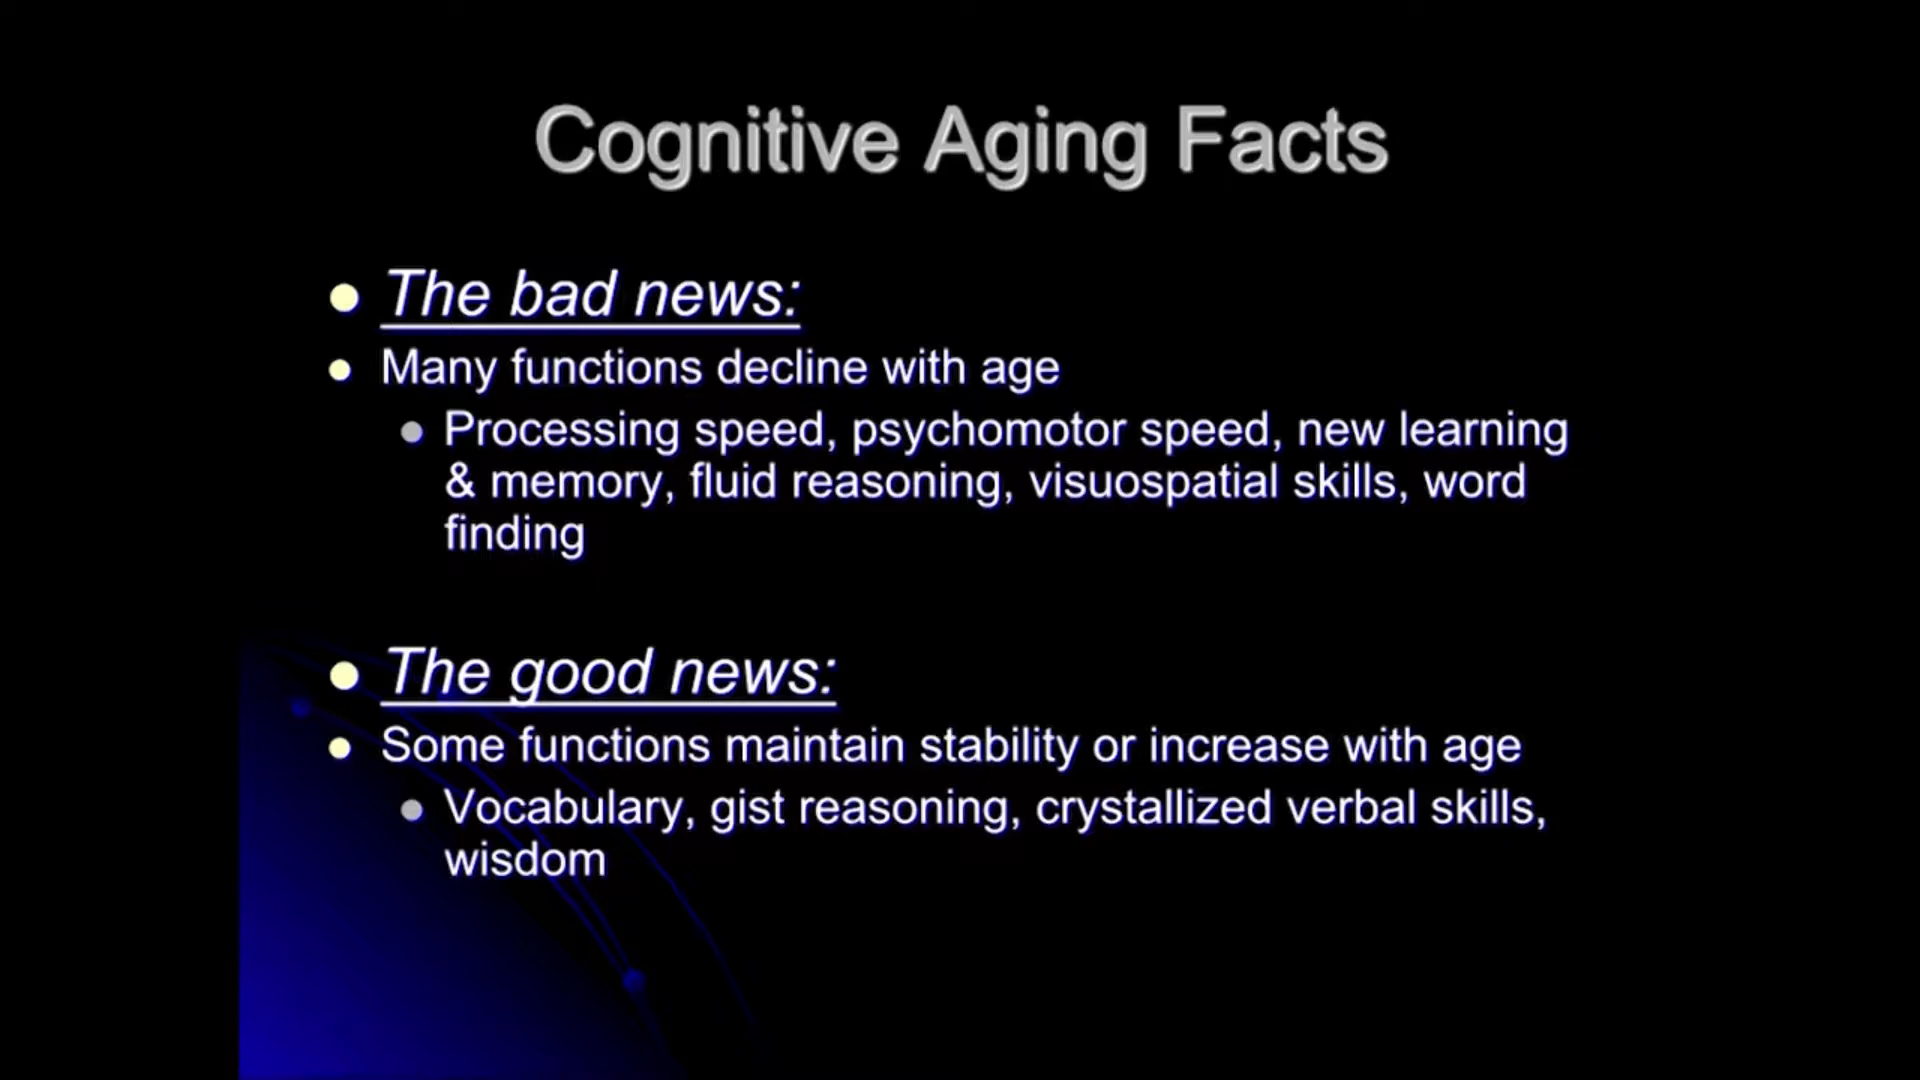 Cognitive Aging Facts
The bad news:
Many functions decline with age
Processing speed, psychomotor speed, new learning
& memory, fluid reasoning, visuospatial skills, word
finding
The good news:
Some functions maintain stability or increase with age
Vocabulary, gist reasoning, crystallized verbal skills,
wisdom